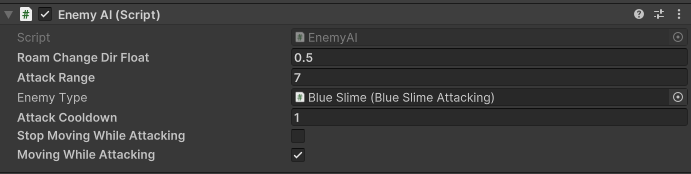 Enemy AI (Script)
Script EnemyAI
Roam Change Dir Float 0.5
Attack Range 7
Enemy Type Blue Slime (Blue Slime Attacking)
Attack Cooldown 1
Stop Moving While Attacking
Moving While Attacking